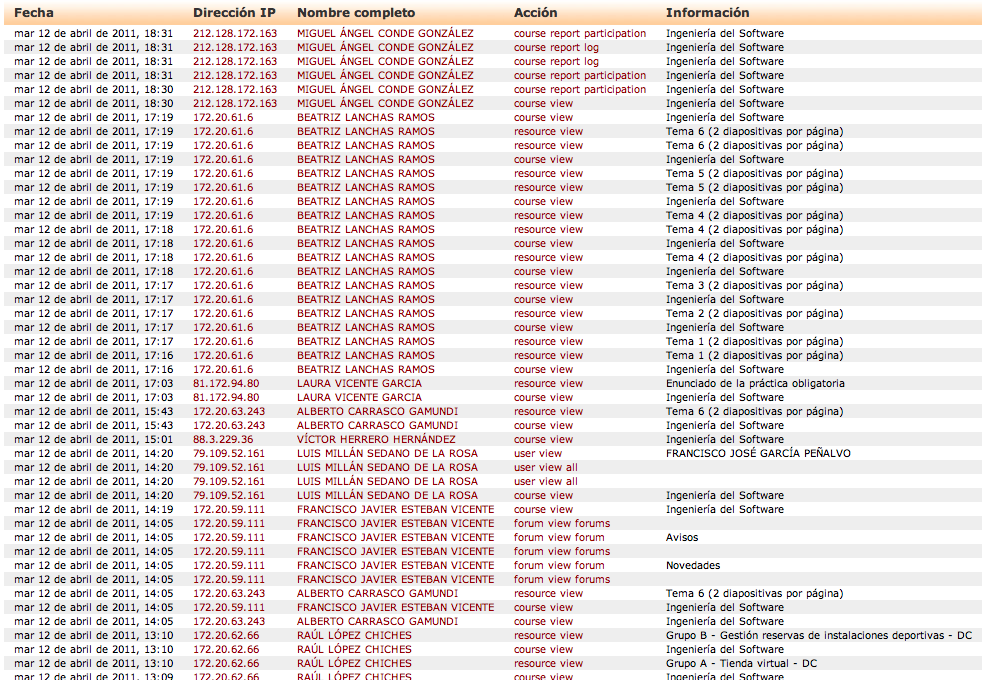 Fecha Dirección IP Nombre completo Acción Información
mar 12 de abril de 2011, 18:31 212.128.172.163 MIGUEL ÁNGEL CONDE GONZÁLEZ course report participation Ingeniería del Software
mar 12 de abril de 2011, 18:31 212.128.172.163 MIGUEL ÁNGEL CONDE GONZÁLEZ course report log Ingeniería del Software
mar 12 de abril de 2011, 18:31 212.128.172.163 MIGUEL ÁNGEL CONDE GONZÁLEZ course report log Ingeniería del Software
mar 12 de abril de 2011, 18:31 212.128.172.163 MIGUEL ÁNGEL CONDE GONZÁLEZ course report participation Ingeniería del Software
mar 12 de abril de 2011, 18:30 212.128.172.163 MIGUEL ÁNGEL CONDE GONZÁLEZ course report participation Ingeniería del Software
mar 12 de abril de 2011, 18:30 212.128.172.163 MIGUEL ÁNGEL CONDE GONZÁLEZ course view Ingeniería del Software
mar 12 de abril de 2011, 17:19 172.20.61.6 BEATRIZ LANCHAS RAMOS course view Ingeniería del Software
mar 12 de abril de 2011, 17:19 172.20.61.6 BEATRIZ LANCHAS RAMOS resource view Tema 6 (2 diapositivas por página)
mar 12 de abril de 2011, 17:19 172.20.61.6 BEATRIZ LANCHAS RAMOS resource view Tema 6 (2 diapositivas por página)
mar 12 de abril de 2011, 17:19 172.20.61.6 BEATRIZ LANCHAS RAMOS course view Ingeniería del Software
mar 12 de abril de 2011, 17:19 172.20.61.6 BEATRIZ LANCHAS RAMOS resource view Tema 5 (2 diapositivas por página)
mar 12 de abril de 2011, 17:19 172.20.61.6 BEATRIZ LANCHAS RAMOS resource view Tema 5 (2 diapositivas por página)
mar 12 de abril de 2011, 17:19 172.20.61.6 BEATRIZ LANCHAS RAMOS course view Ingeniería del Software
mar 12 de abril de 2011, 17:19 172.20.61.6 BEATRIZ LANCHAS RAMOS resource view Tema 4 (2 diapositivas por página)
mar 12 de abril de 2011, 17:18 172.20.61.6 BEATRIZ LANCHAS RAMOS resource view Tema 4 (2 diapositivas por página)
mar 12 de abril de 2011, 17:18 172.20.61.6 BEATRIZ LANCHAS RAMOS course view Ingeniería del Software
mar 12 de abril de 2011, 17:18 172.20.61.6 BEATRIZ LANCHAS RAMOS resource view Tema 4 (2 diapositivas por página)
mar 12 de abril de 2011, 17:18 172.20.61.6 BEATRIZ LANCHAS RAMOS course view Ingeniería del Software
mar 12 de abril de 2011, 17:17 172.20.61.6 BEATRIZ LANCHAS RAMOS resource view Tema 3 (2 diapositivas por página)
mar 12 de abril de 2011, 17:17 172.20.61.6 BEATRIZ LANCHAS RAMOS course view Ingeniería del Software
mar 12 de abril de 2011, 17:17 172.20.61.6 BEATRIZ LANCHAS RAMOS resource view Tema 2 (2 diapositivas por página)
mar 12 de abril de 2011, 17:17 172.20.61.6 BEATRIZ LANCHAS RAMOS course view Ingeniería del Software
mar 12 de abril de 2011, 17:17 172.20.61.6 BEATRIZ LANCHAS RAMOS resource view Tema 1 (2 diapositivas por página)
mar 12 de abril de 2011, 17:16 172.20.61.6 BEATRIZ LANCHAS RAMOS resource view Tema 1 (2 diapositivas por página)
mar 12 de abril de 2011, 17:16 172.20.61.6 BEATRIZ LANCHAS RAMOS course view Ingeniería del Software
mar 12 de abril de 2011, 17:03 81.172.94.80 LAURA VICENTE GARCIA resource view Enunciado de la práctica obligatoria
mar 12 de abril de 2011, 17:03 81.172.94.80 LAURA VICENTE GARCIA course view Ingeniería del Software
mar 12 de abril de 2011, 15:43 172.20.63.243 ALBERTO CARRASCO GAMUNDI resource view Tema 6 (2 diapositivas por página)
mar 12 de abril de 2011, 15:43 172.20.63.243 ALBERTO CARRASCO GAMUNDI course view Ingeniería del Software
mar 12 de abril de 2011, 15:01 88.3.229.36 VÍCTOR HERRERO HERNÁNDEZ course view Ingeniería del Software
mar 12 de abril de 2011, 14:20 79.109.52.161 LUIS MILLÁN SEDANO DE LA ROSA user view FRANCISCO JOSÉ GARCÍA PEÑALVO
mar 12 de abril de 2011, 14:20 79.109.52.161 LUIS MILLÁN SEDANO DE LA ROSA user view all
mar 12 de abril de 2011, 14:20 79.109.52.161 LUIS MILLÁN SEDANO DE LA ROSA user view all
mar 12 de abril de 2011, 14:20 79.109.52.161 LUIS MILLÁN SEDANO DE LA ROSA course view Ingeniería del Software
mar 12 de abril de 2011, 14:19 172.20.59.111 FRANCISCO JAVIER ESTEBAN VICENTE course view Ingeniería del Software
mar 12 de abril de 2011, 14:05 172.20.59.111 FRANCISCO JAVIER ESTEBAN VICENTE forum view forums
mar 12 de abril de 2011, 14:05 172.20.59.111 FRANCISCO JAVIER ESTEBAN VICENTE forum view forum Avisos
mar 12 de abril de 2011, 14:05 172.20.59.111 FRANCISCO JAVIER ESTEBAN VICENTE forum view forums
mar 12 de abril de 2011, 14:05 172.20.59.111 FRANCISCO JAVIER ESTEBAN VICENTE forum view forum Novedades
mar 12 de abril de 2011, 14:05 172.20.59.111 FRANCISCO JAVIER ESTEBAN VICENTE forum view forums
mar 12 de abril de 2011, 14:05 172.20.63.243 ALBERTO CARRASCO GAMUNDI resource view Tema 6 (2 diapositivas por página)
mar 12 de abril de 2011, 14:05 172.20.59.111 FRANCISCO JAVIER ESTEBAN VICENTE course view Ingeniería del Software
mar 12 de abril de 2011, 14:05 172.20.63.243 ALBERTO CARRASCO GAMUNDI course view Ingeniería del Software
mar 12 de abril de 2011, 13:10 172.20.62.66 RAÚL LÓPEZ CHICHES resource view Grupo B - Gestión reservas de instalaciones deportivas - DC
mar 12 de abril de 2011, 13:10 172.20.62.66 RAÚL LÓPEZ CHICHES course view Ingeniería del Software
mar 12 de abril de 2011, 13:10 172.20.62.66 RAÚL LÓPEZ CHICHES resource view Grupo A - Tienda virtual - DC
mar 12 de abril de 2011, 13:09 172.20.62.66 RAÚL LÓPEZ CHICHES course view Ingeniería del Software